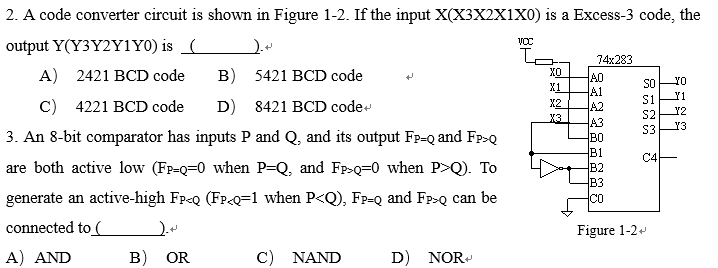 2. A code converter circuit is shown in Figure 1-2. If the input X(X3X2X1X0) is a Excess-3 code, the
output Y(Y3Y2Y1Y0) is (        ).
A) 2421 BCD code    B) 5421 BCD code
C) 4221 BCD code    D) 8421 BCD code
3. An 8-bit comparator has inputs P and Q, and its output FP=Q and FP>Q
are both active low (FP=Q=0 when P=Q, and FP>Q=0 when P>Q). To
generate an active-high FP<Q (FP<Q=1 when P<Q), FP=Q and FP>Q can be
connected to (        ).
A) AND    B) OR    C) NAND    D) NOR
VCC
74x283
X0 A0 S0 Y0
X1 A1 S1 Y1
X2 A2 S2 Y2
X3 A3 S3 Y3
B0
B1 C4
B2
B3
C0
Figure 1-2